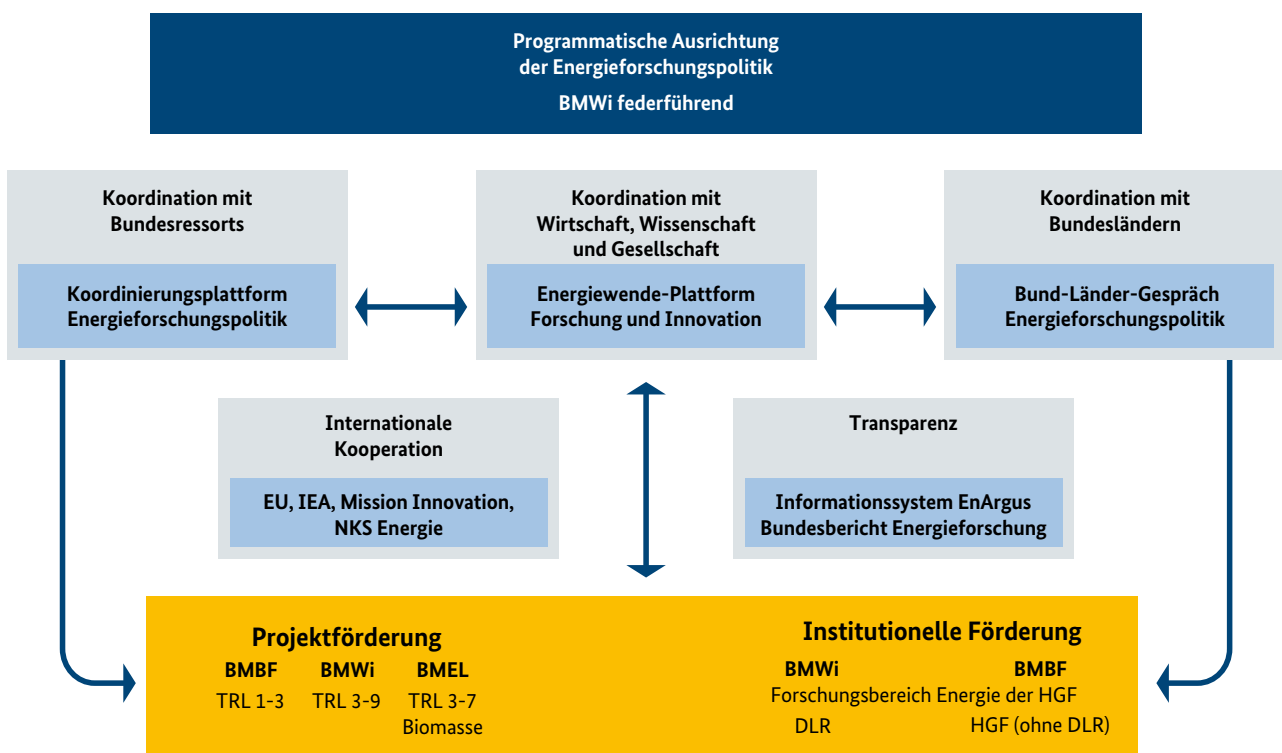 Programmatische Ausrichtung
der Energieforschungspolitik
BMWi federführend
Koordination mit
Bundesressorts
Koordinierungsplattform
Energieforschungspolitik
Koordination mit
Wirtschaft, Wissenschaft
und Gesellschaft
Energiewende-Plattform
Forschung und Innovation
Koordination mit
Bundesländern
Bund-Länder-Gespräch
Energieforschungspolitik
Internationale
Kooperation
EU, IEA, Mission Innovation,
NKS Energie
Transparenz
Informationssystem EnArgus
Bundesbericht Energieforschung
Projektförderung
BMBF BMWi BMEL
TRL 1-3 TRL 3-9 TRL 3-7
Biomasse
Institutionelle Förderung
BMWi BMBF
Forschungsbereich Energie der HGF
DLR HGF (ohne DLR)